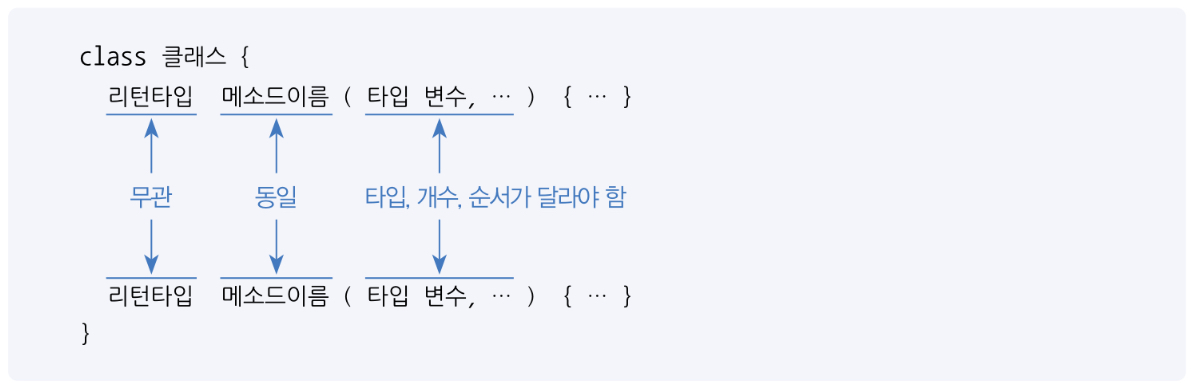 class 클래스 {
리턴타입 메소드이름 ( 타입 변수, … ) { … }
무관 동일 타입, 개수, 순서가 달라야 함
리턴타입 메소드이름 ( 타입 변수, … ) { … }
}